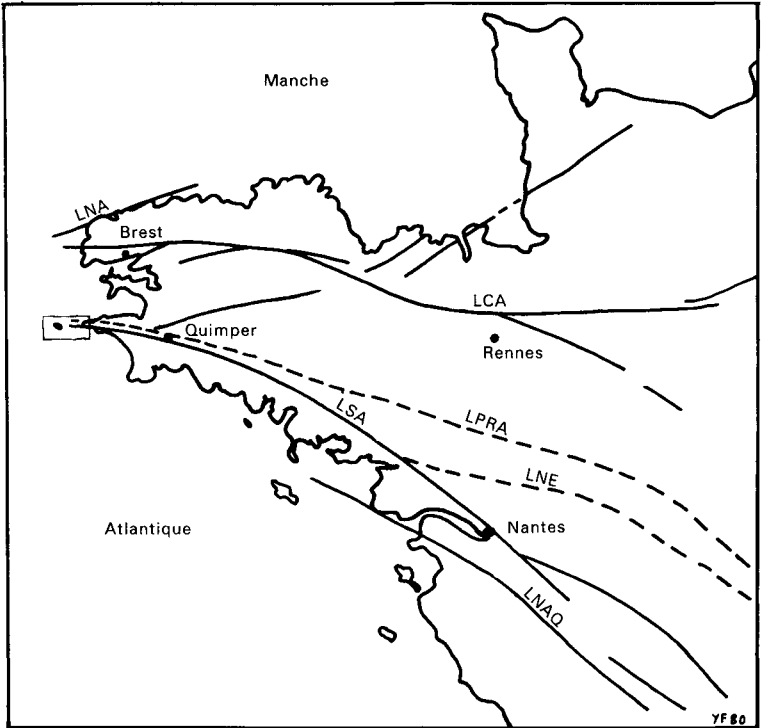 Manche
LNA
Brest
LCA
Quimper
Rennes
LSA
LPRA
LNE
Atlantique
Nantes
LNAQ
YF80